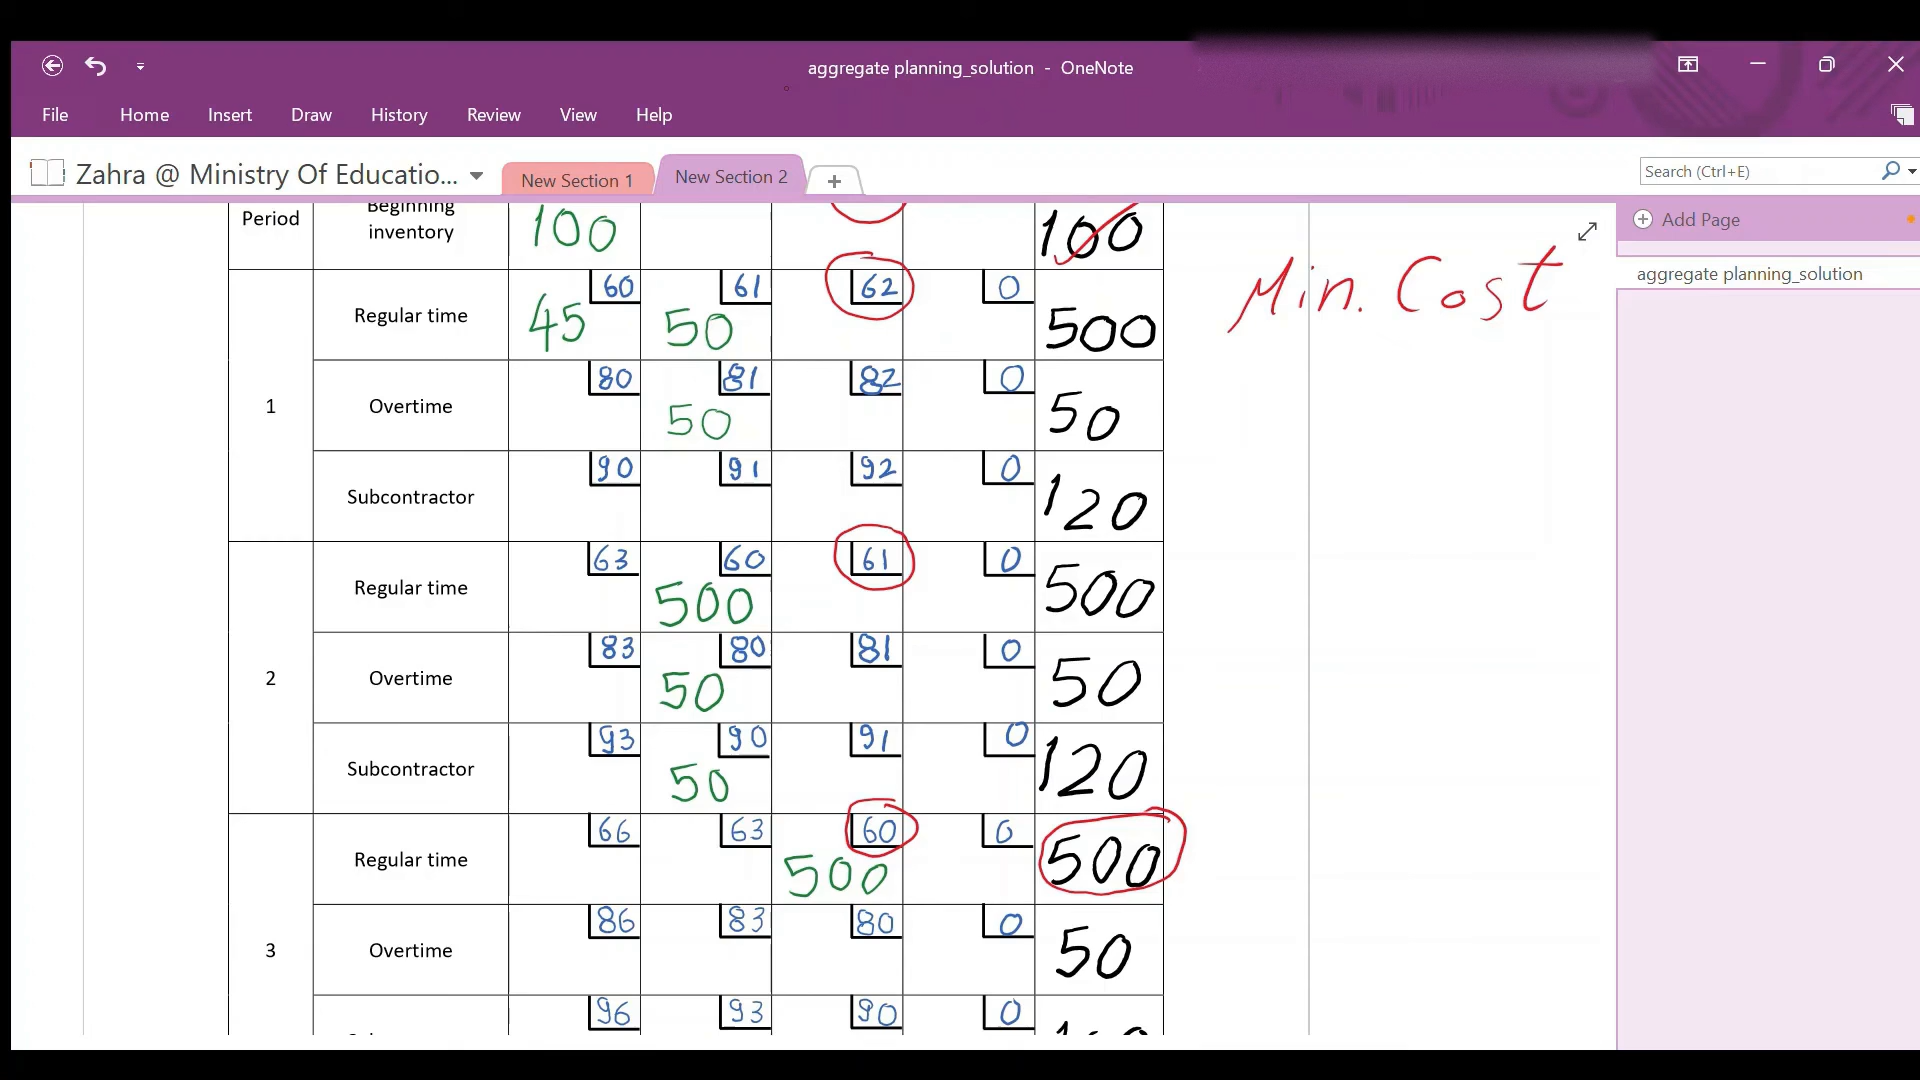 aggregate planning_solution - OneNote
File Home Insert Draw History Review View Help
Zahra @ Ministry Of Educatio... New Section 1 New Section 2 +
Search (Ctrl+E)
Add Page
aggregate planning_solution
Min. Cost
Period Beginning inventory 100 100
1
Regular time 45 60 50 61 62 0 500
Overtime 80 50 81 82 0 50
Subcontractor 90 91 92 0 120
2
Regular time 63 500 60 61 0 500
Overtime 83 50 80 81 0 50
Subcontractor 93 50 90 91 0 120
3
Regular time 66 63 500 60 0 500
Overtime 86 83 80 0 50
96 93 90 0